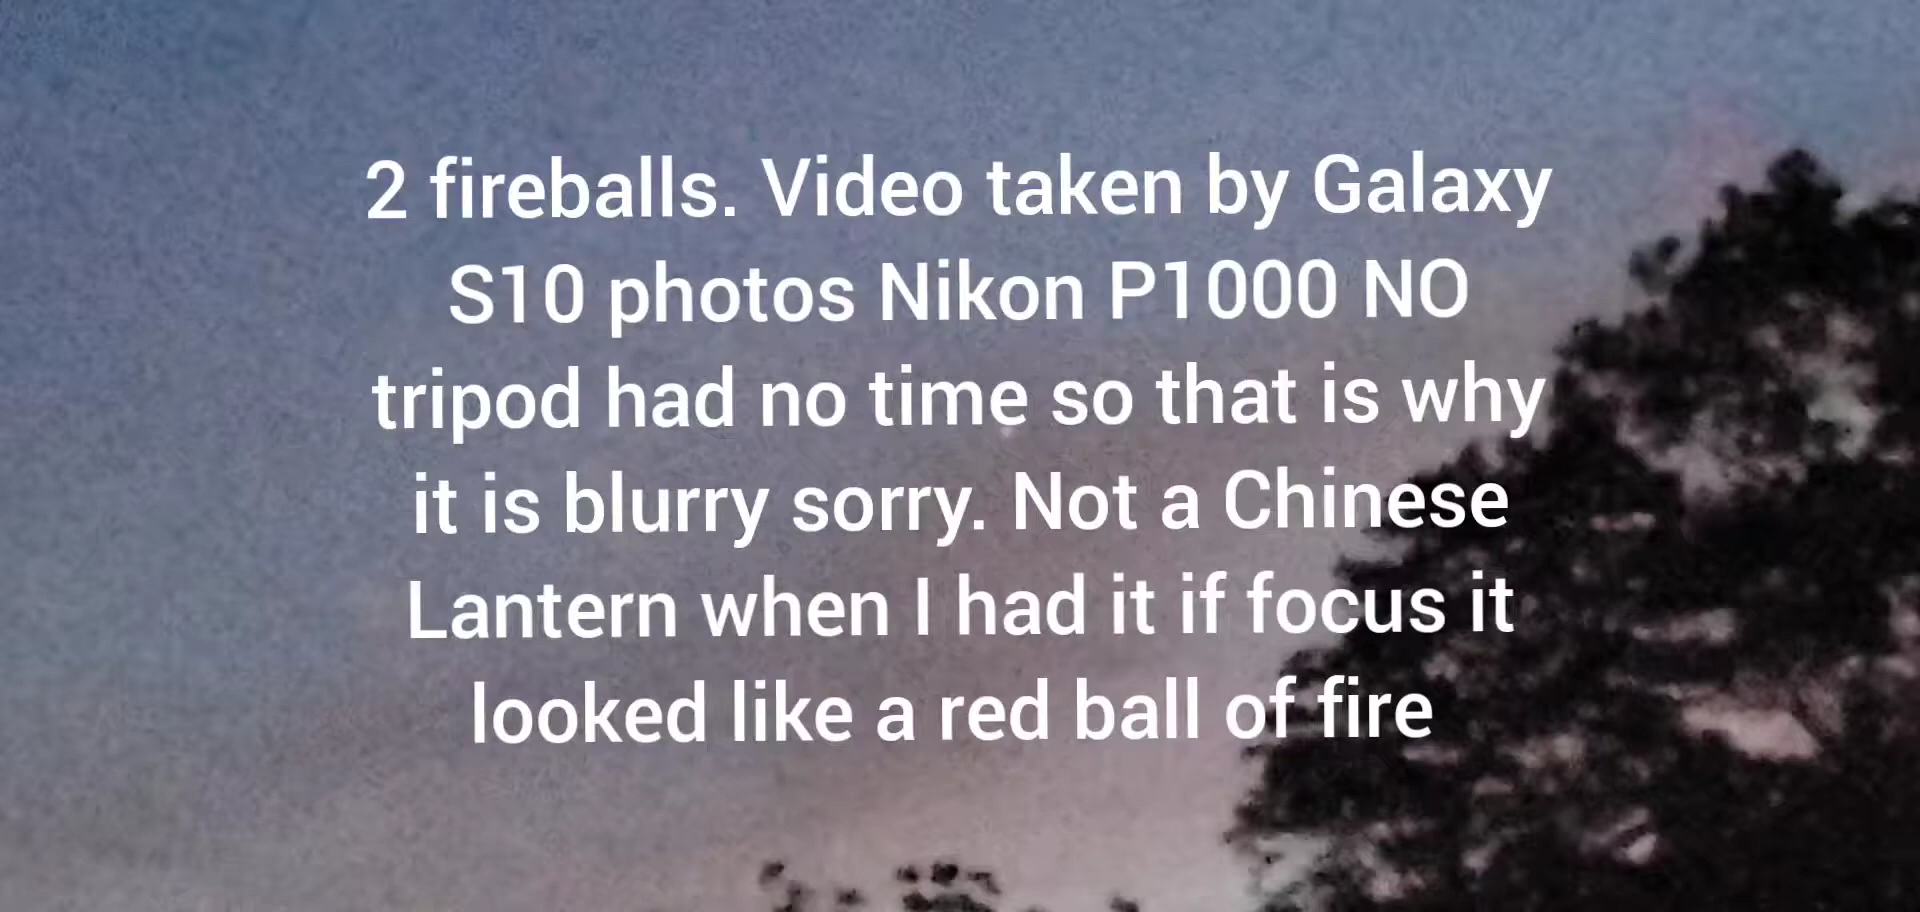 2 fireballs. Video taken by Galaxy
S10 photos Nikon P1000 NO
tripod had no time so that is why
it is blurry sorry. Not a Chinese
Lantern when I had it if focus it
looked like a red ball of fire